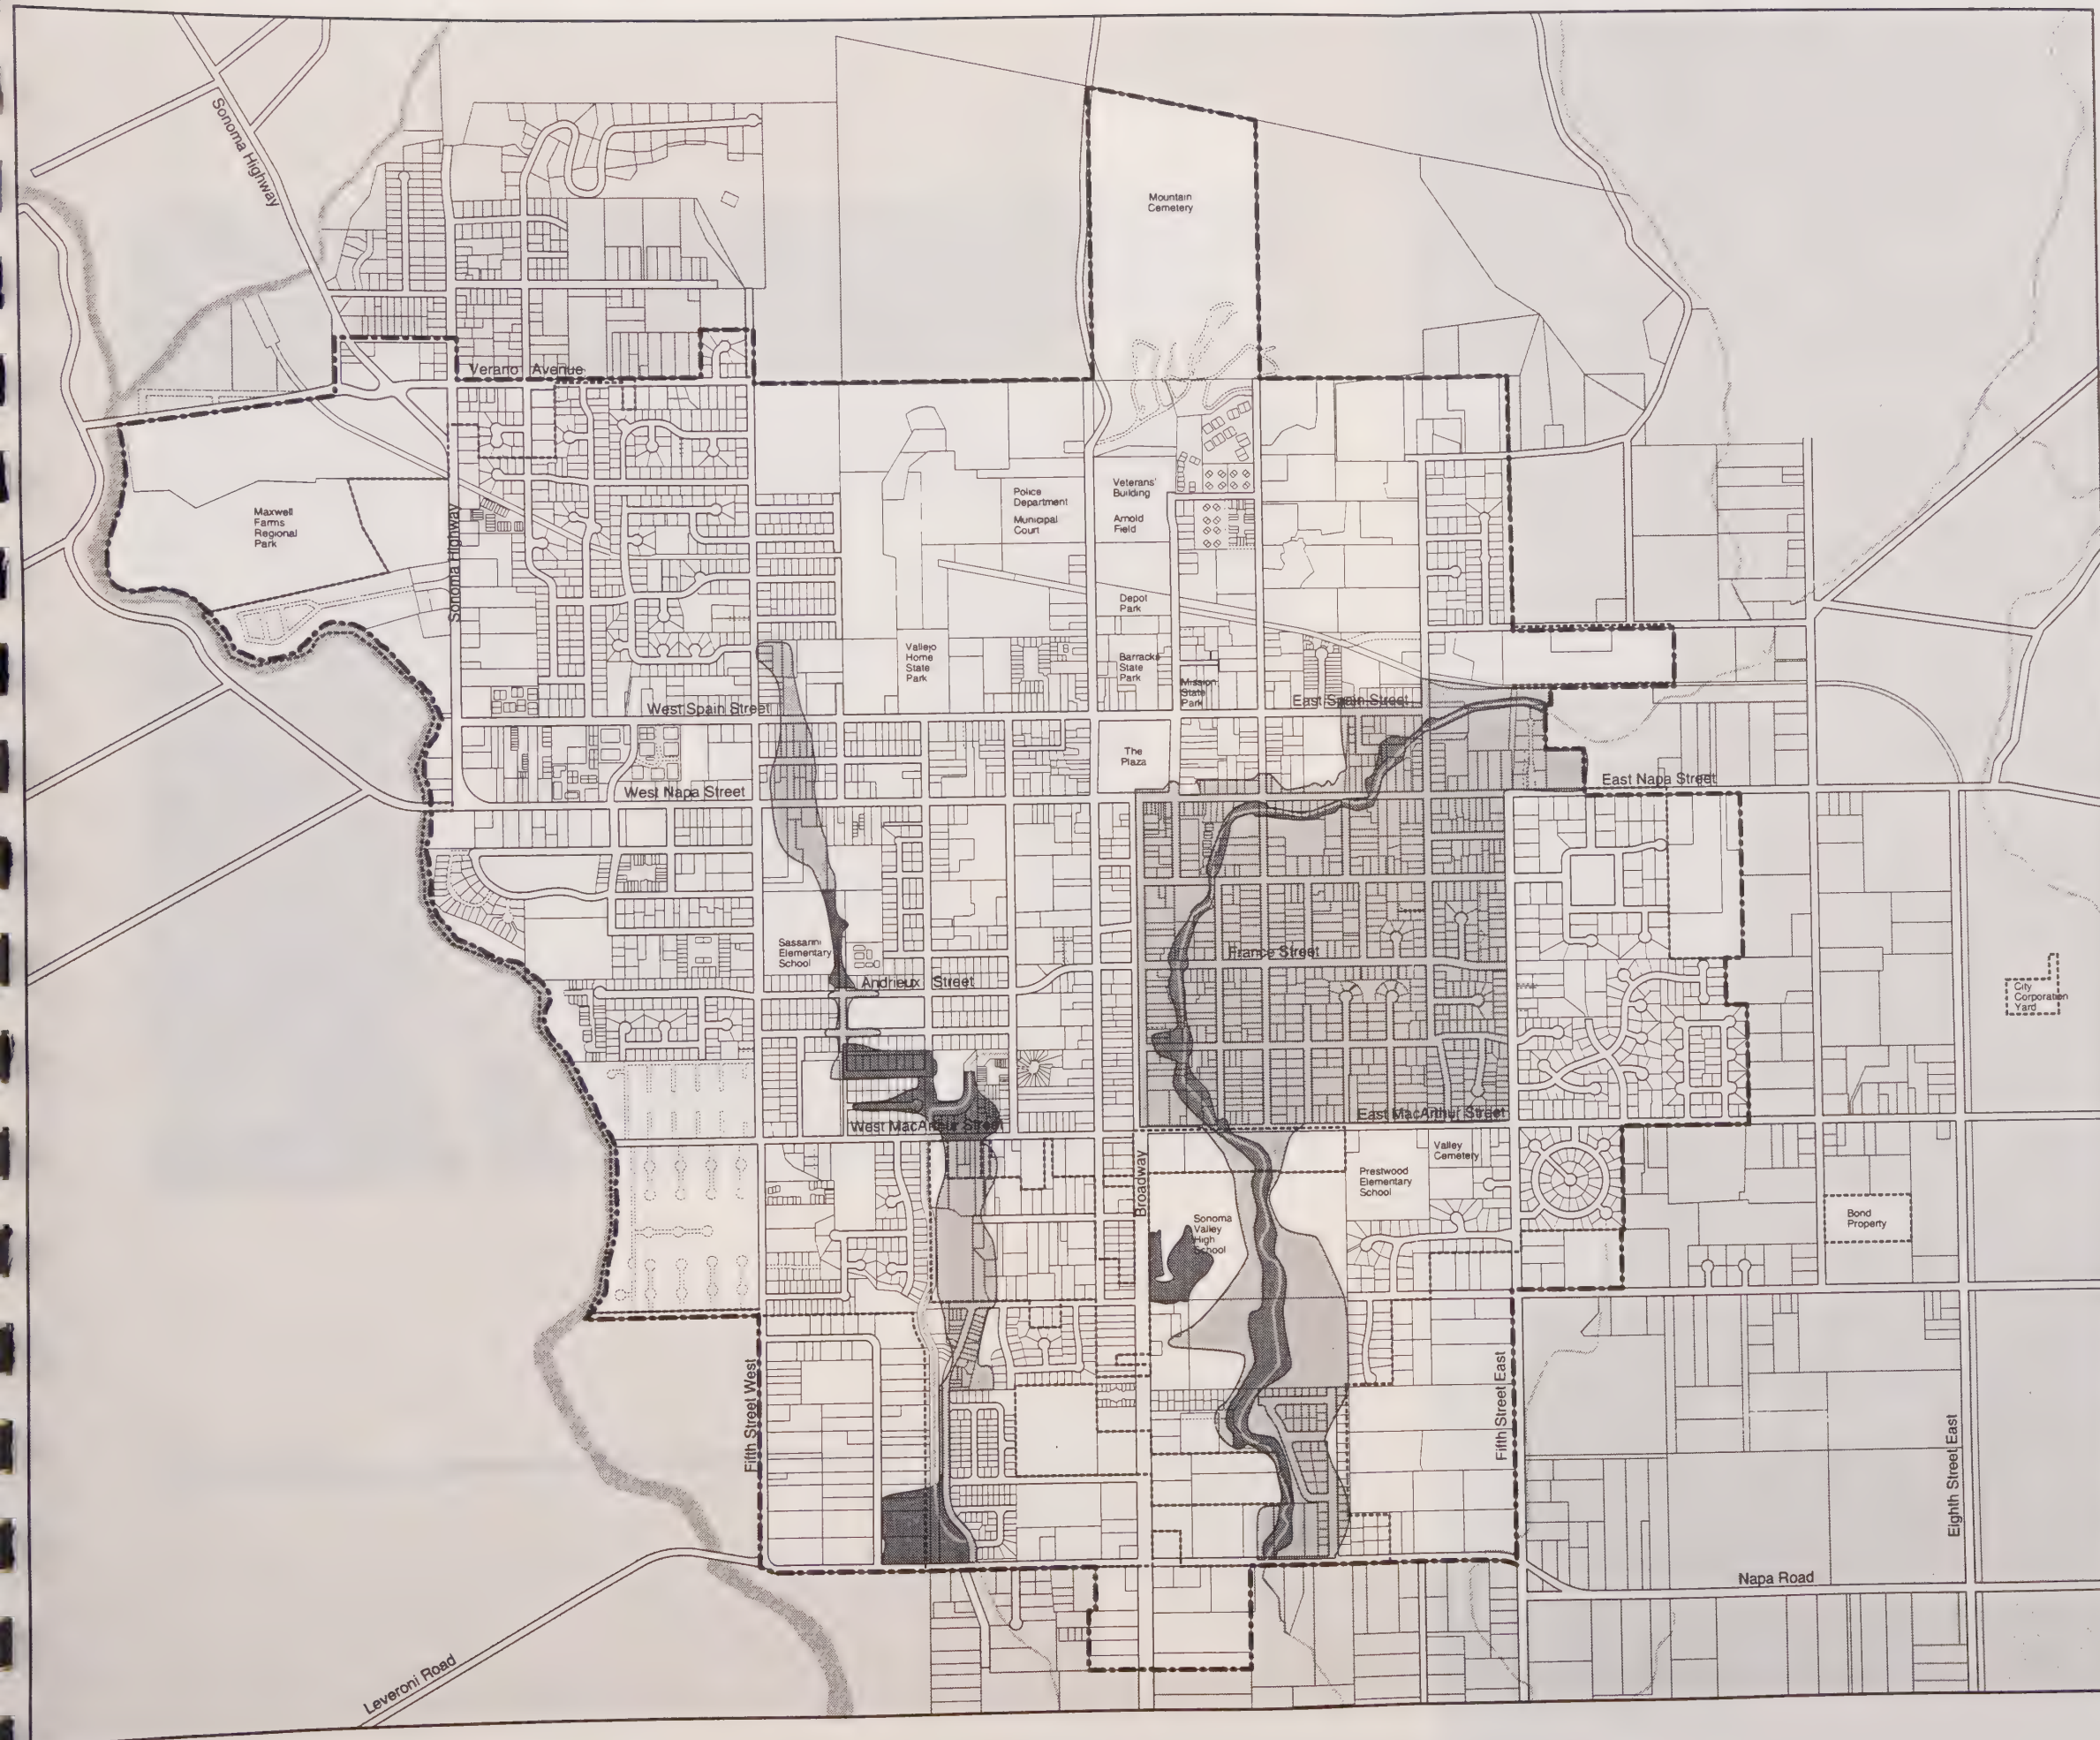 Sonoma Highway
Mountain
Cemetery
Verano Avenue
Maxwell
Farms
Regional
Park
Sonoma Highway
Police
Department
Municipal
Court
Veterans'
Building
Arnold
Field
Depot
Park
Vallejo
Home
State
Park
Barracks
State
Park
Mission
State
Park
West Spain Street
East Spain Street
The
Plaza
West Napa Street
East Napa Street
Sassarini
Elementary
School
France Street
Andrieux Street
City
Corporation
Yard
West MacArthur Street
East MacArthur Street
Broadway
Valley
Cemetery
Prestwood
Elementary
School
Sonoma
Valley
High
School
Bond
Property
Fifth Street West
Fifth Street East
Eighth Street East
Napa Road
Leveroni Road